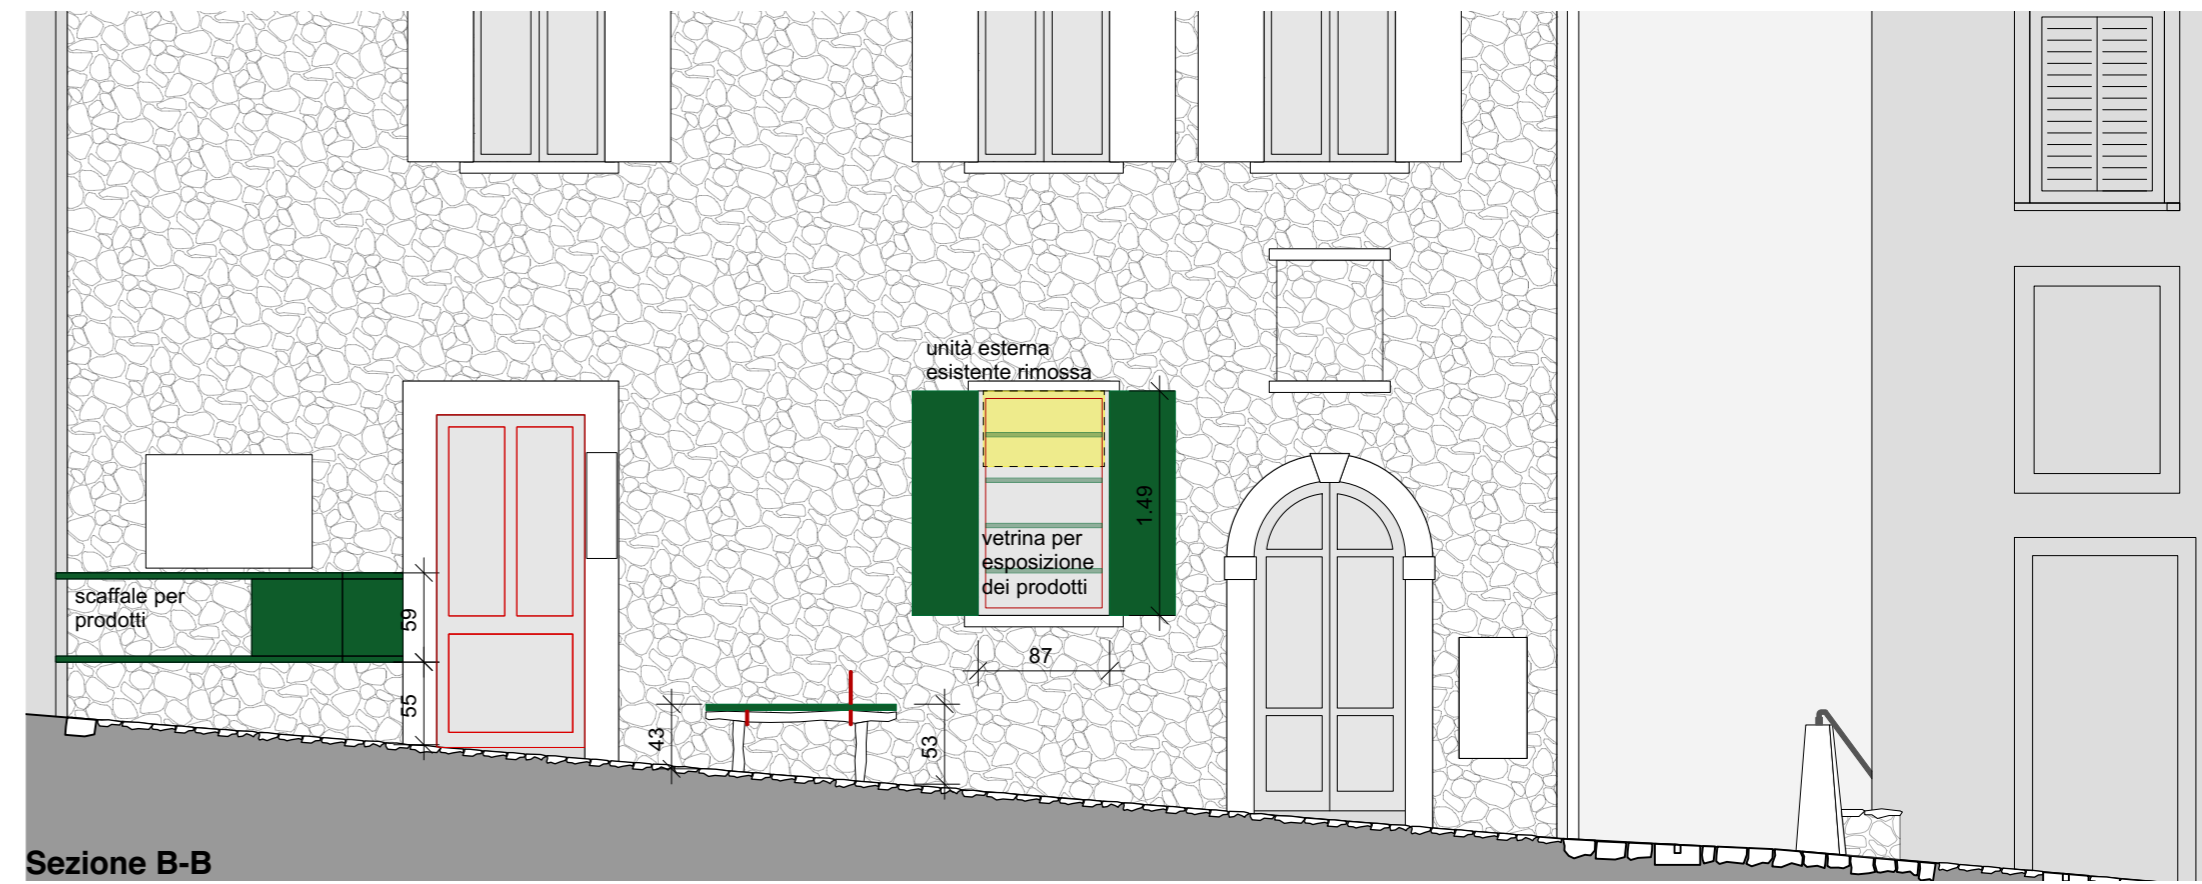 unità esterna
esistente rimossa
1.49
vetrina per
esposizione
dei prodotti
scaffale per
prodotti
59
55
87
43
53
Sezione B-B